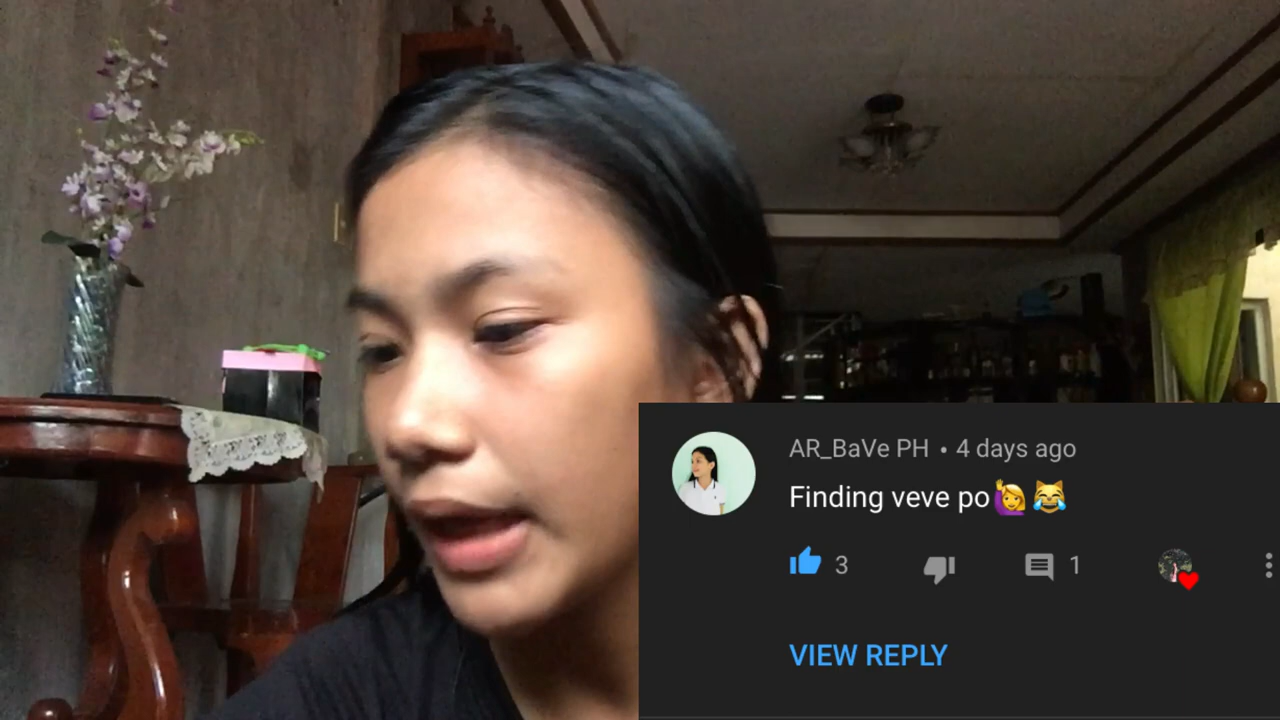 AR_BaVe PH • 4 days ago
Finding veve po🙋‍♀️😹
3
1
VIEW REPLY